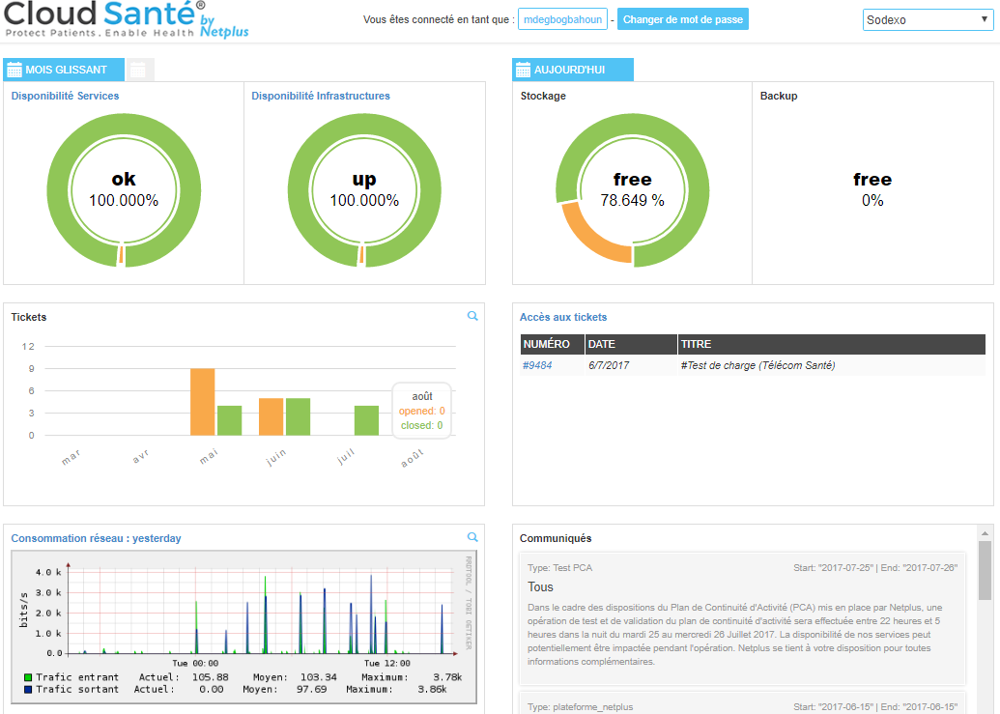 Cloud Santé® by Netplus
Protect Patients. Enable Health
Vous êtes connecté en tant que : mdegbogbahoun - Changer de mot de passe
Sodexo
MOIS GLISSANT
Disponibilité Services
ok
100.000%
Disponibilité Infrastructures
up
100.000%
AUJOURD'HUI
Stockage
free
78.649 %
Backup
free
0%
Tickets
12
9
6
3
0
mar
avr
mai
juin
juil
août
août
opened: 0
closed: 0
Accès aux tickets
NUMÉRO DATE TITRE
#9484 6/7/2017 #Test de charge (Télécom Santé)
Consommation réseau : yesterday
RRDTOOL / TOBI OETIKER
bits/s
4.0 k
3.0 k
2.0 k
1.0 k
0.0
Tue 00:00 Tue 12:00
Trafic entrant Actuel: 105.88 Moyen: 103.34 Maximum: 3.78k
Trafic sortant Actuel: 0.00 Moyen: 97.69 Maximum: 3.86k
Communiqués
Type: Test PCA Start: "2017-07-25" | End: "2017-07-26"
Tous
Dans le cadre des dispositions du Plan de Continuité d'Activité (PCA) mis en place par Netplus, une
opération de test et de validation du plan de continuité d'activité sera effectuée entre 22 heures et 5
heures dans la nuit du mardi 25 au mercredi 26 Juillet 2017. La disponibilité de nos services peut
potentiellement être impactée pendant l'opération. Netplus se tient à votre disposition pour toutes
informations complémentaires.
Type: plateforme_netplus Start: "2017-06-15" | End: "2017-06-15"